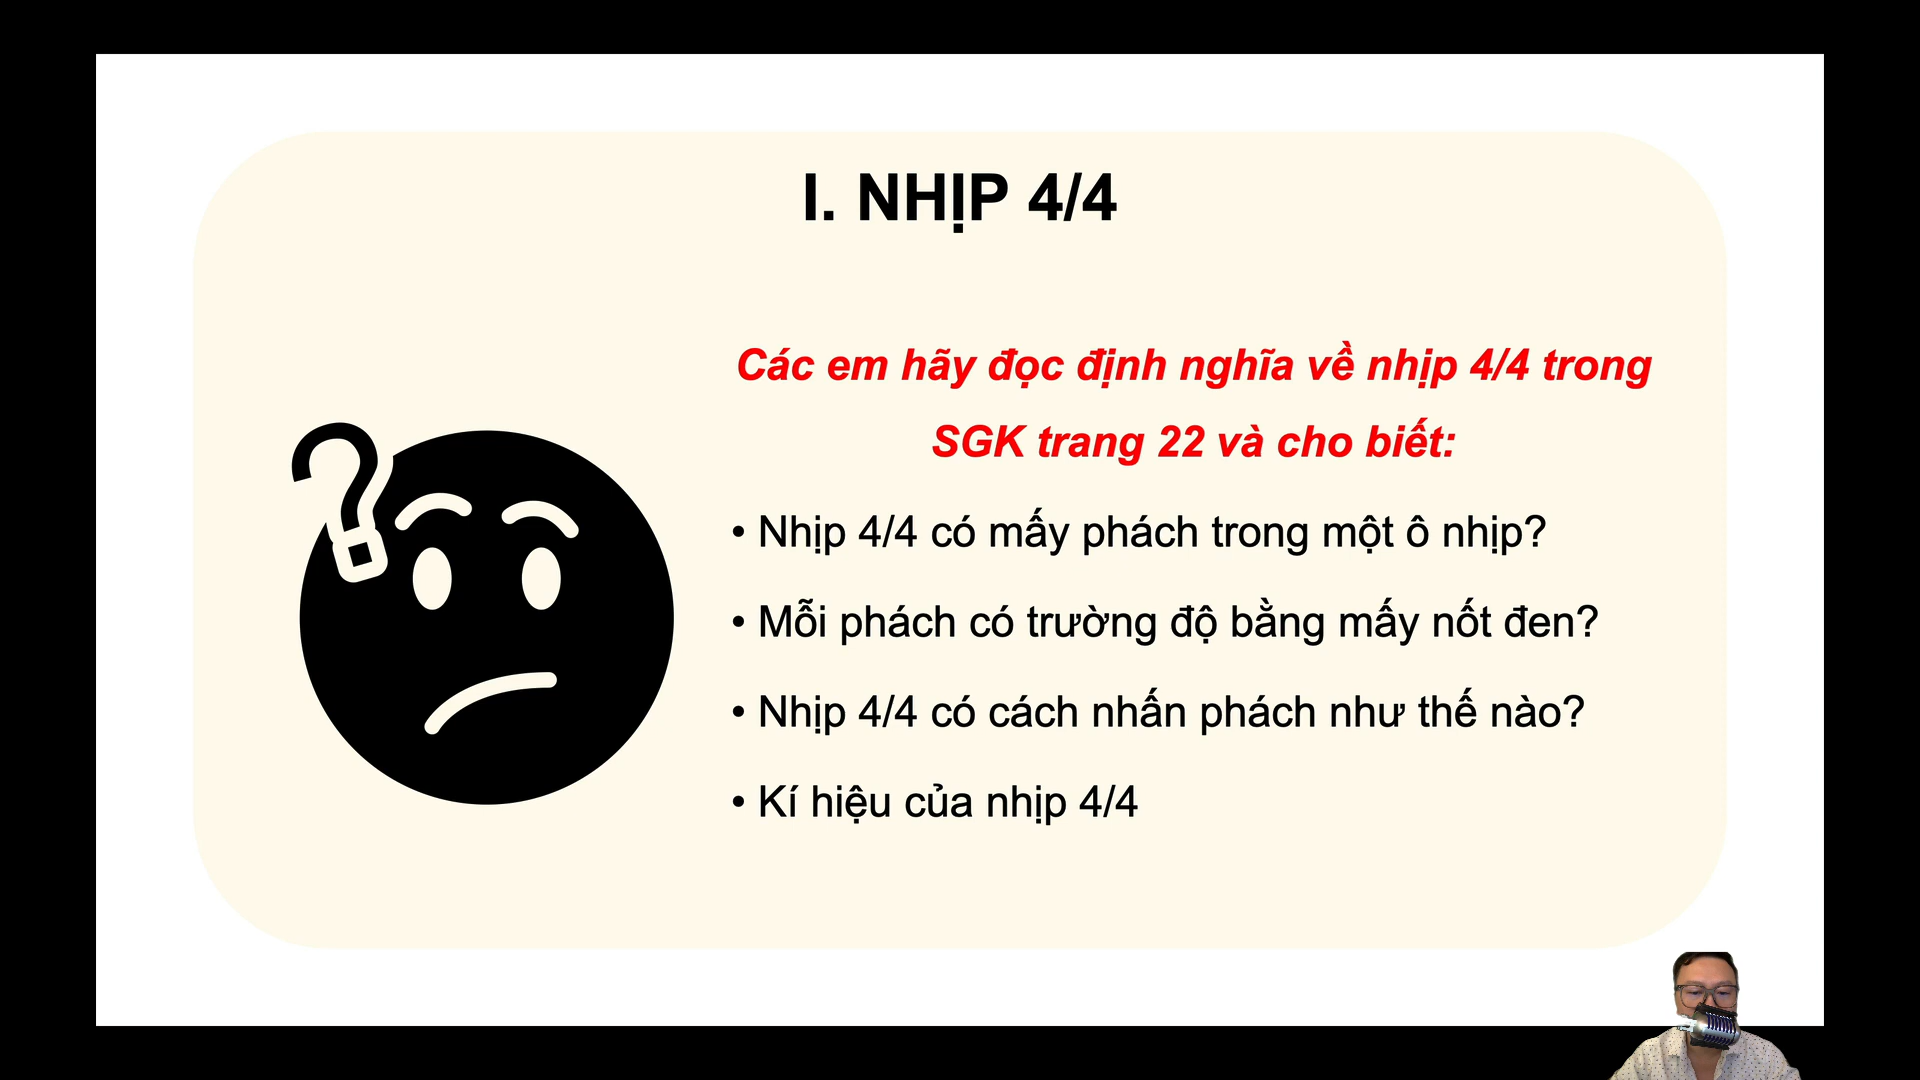 I. NHỊP 4/4
Các em hãy đọc định nghĩa về nhịp 4/4 trong
SGK trang 22 và cho biết:
• Nhịp 4/4 có mấy phách trong một ô nhịp?
• Mỗi phách có trường độ bằng mấy nốt đen?
• Nhịp 4/4 có cách nhấn phách như thế nào?
• Kí hiệu của nhịp 4/4